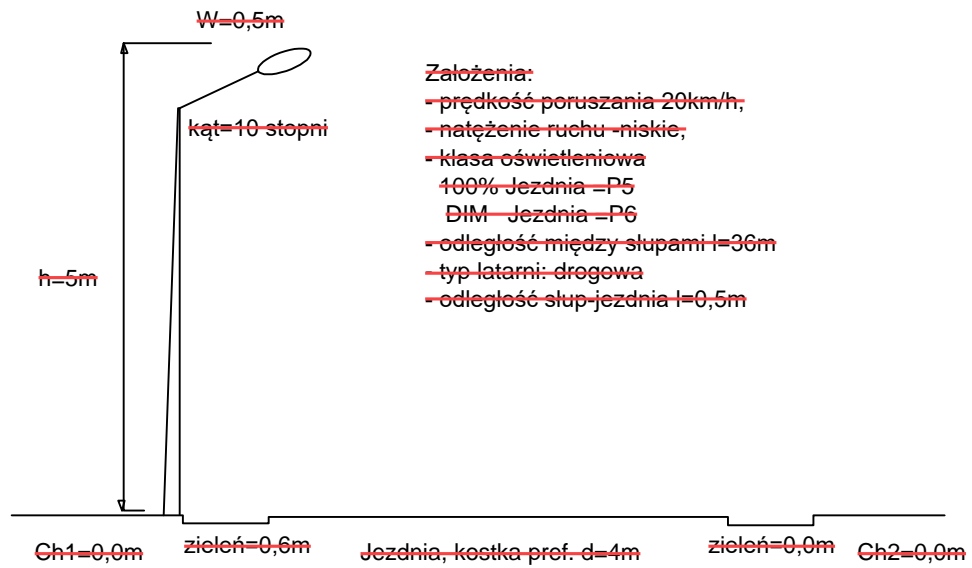 W=0,5m
Założenia:
- prędkość poruszania 20km/h,
- natężenie ruchu -niskie,
kąt=10 stopni
- klasa oświetleniowa
100% Jezdnia =P5
DIM - Jezdnia =P6
- odległość między słupami l=36m
- typ latarni: drogowa
h=5m
- odległość słup-jezdnia l=0,5m
Ch1=0,0m
zieleń=0,6m
Jezdnia, kostka pref. d=4m
zieleń=0,0m
Ch2=0,0m